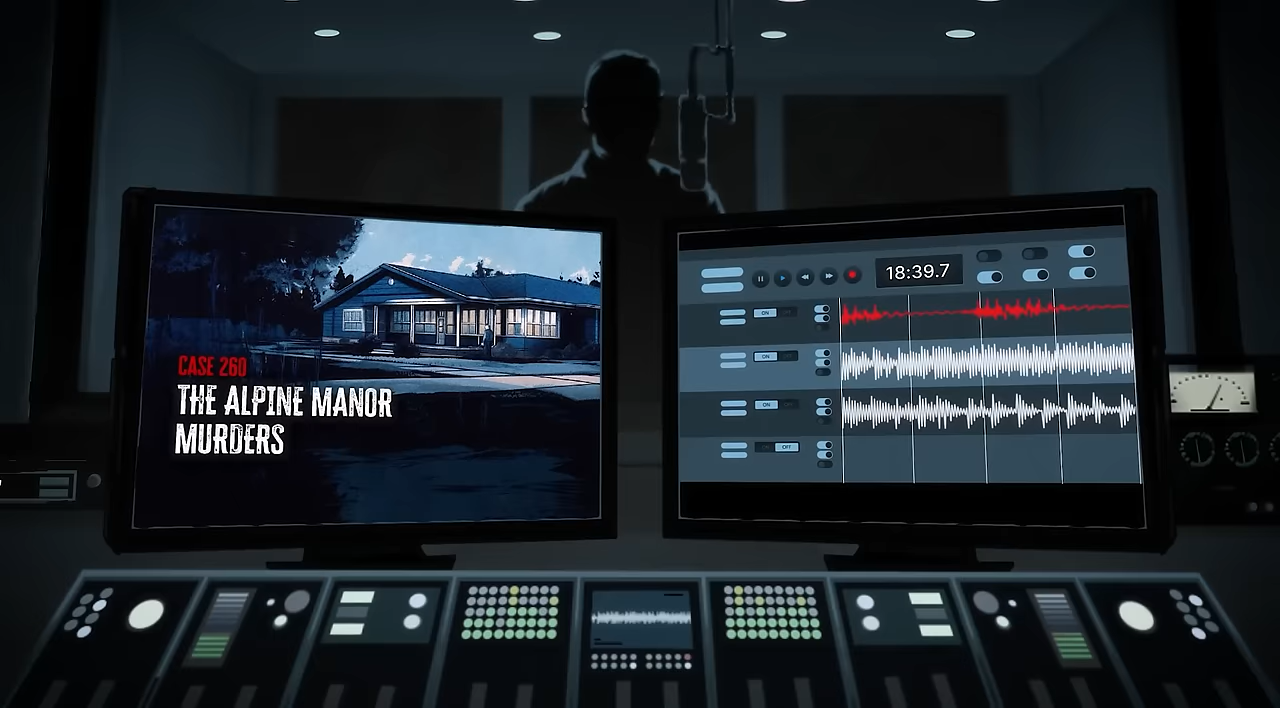 CASE 260
THE ALPINE MANOR
MURDERS
18:39.7
ON
ON
ON
OFF